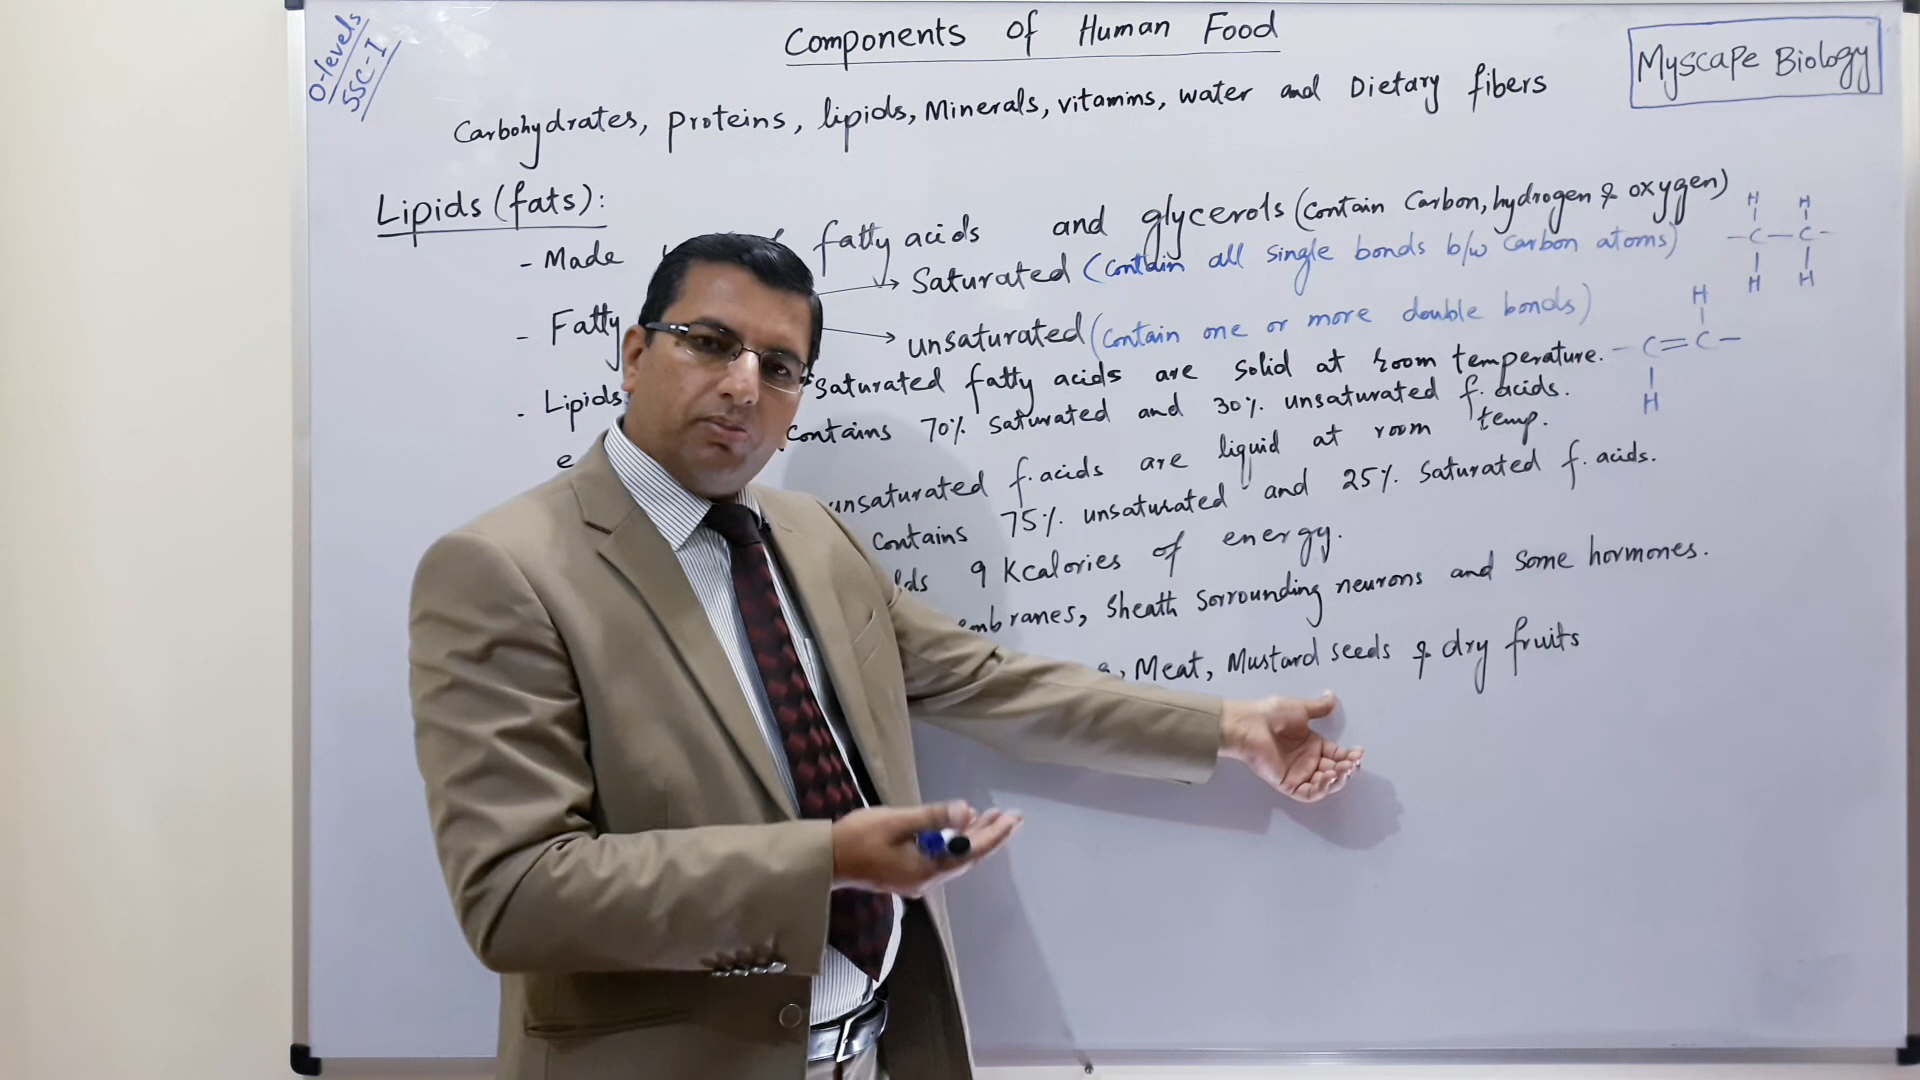 O-levels
SSC-I
Components of Human Food
Myscape Biology
Carbohydrates, proteins, lipids, Minerals, vitamins, water and Dietary fibers
Lipids (fats):
- Made fatty acids and glycerols (contain Carbon, hydrogen & oxygen)
- Fatty
Saturated (contain all single bonds b/w carbon atoms)
unsaturated (contain one or more double bonds)
H H
- C - C -
H H
H
- C = C -
H
- Lipids saturated fatty acids are solid at room temperature.
contains 70% saturated and 30% unsaturated f. acids.
unsaturated f. acids are liquid at room temp.
contains 75% unsaturated and 25% saturated f. acids.
9 Kcalories of energy.
sheath sorrounding neurons and some hormones.
Meat, Mustard seeds & dry fruits